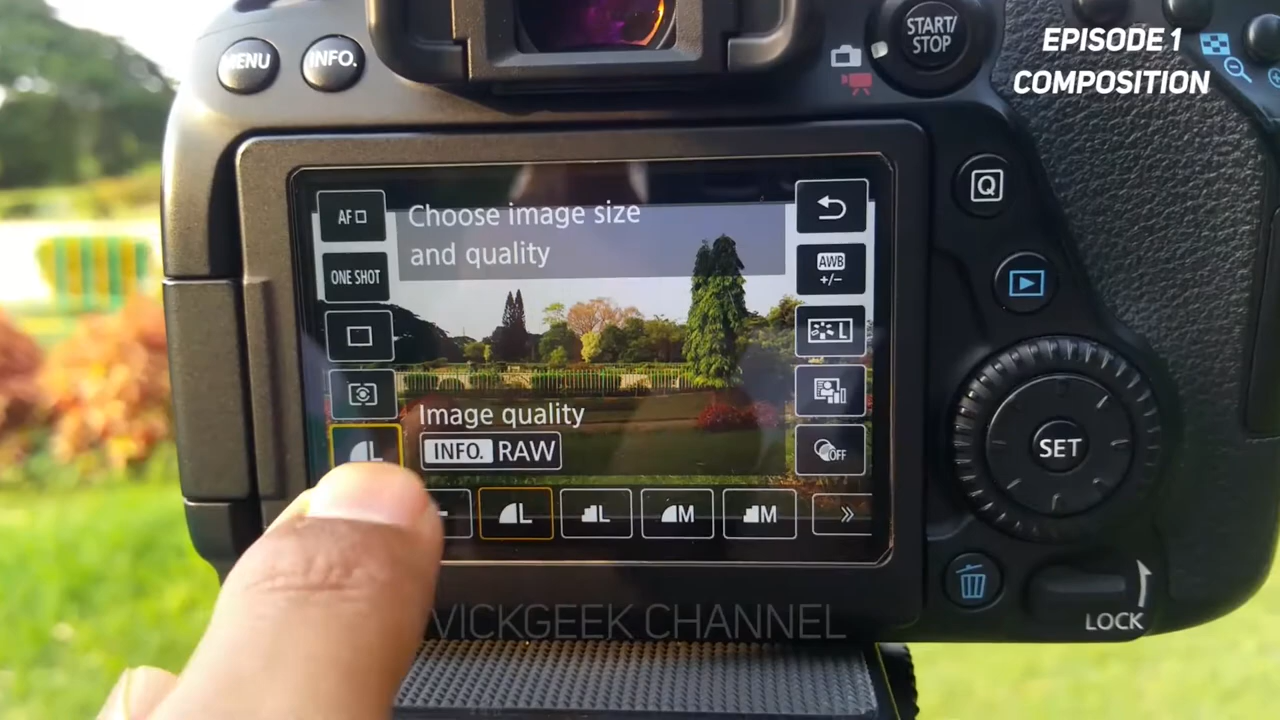 MENU
INFO.
START/
STOP
EPISODE 1
COMPOSITION
Q
AF
Choose image size
and quality
ONE SHOT
AWB
+/-
L
Image quality
INFO. RAW
L
OFF
L
L
M
M
SET
VICKGEEK CHANNEL
LOCK